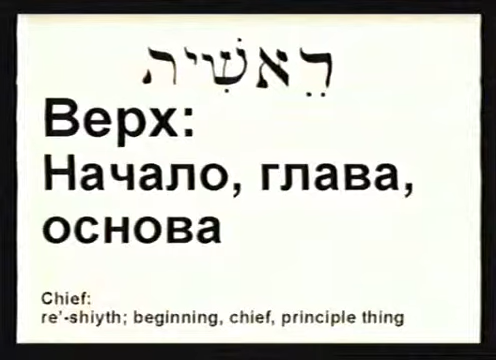 רֵאשִׁית
Верх:
Начало, глава,
основа
Chief:
re'-shiyth; beginning, chief, principle thing